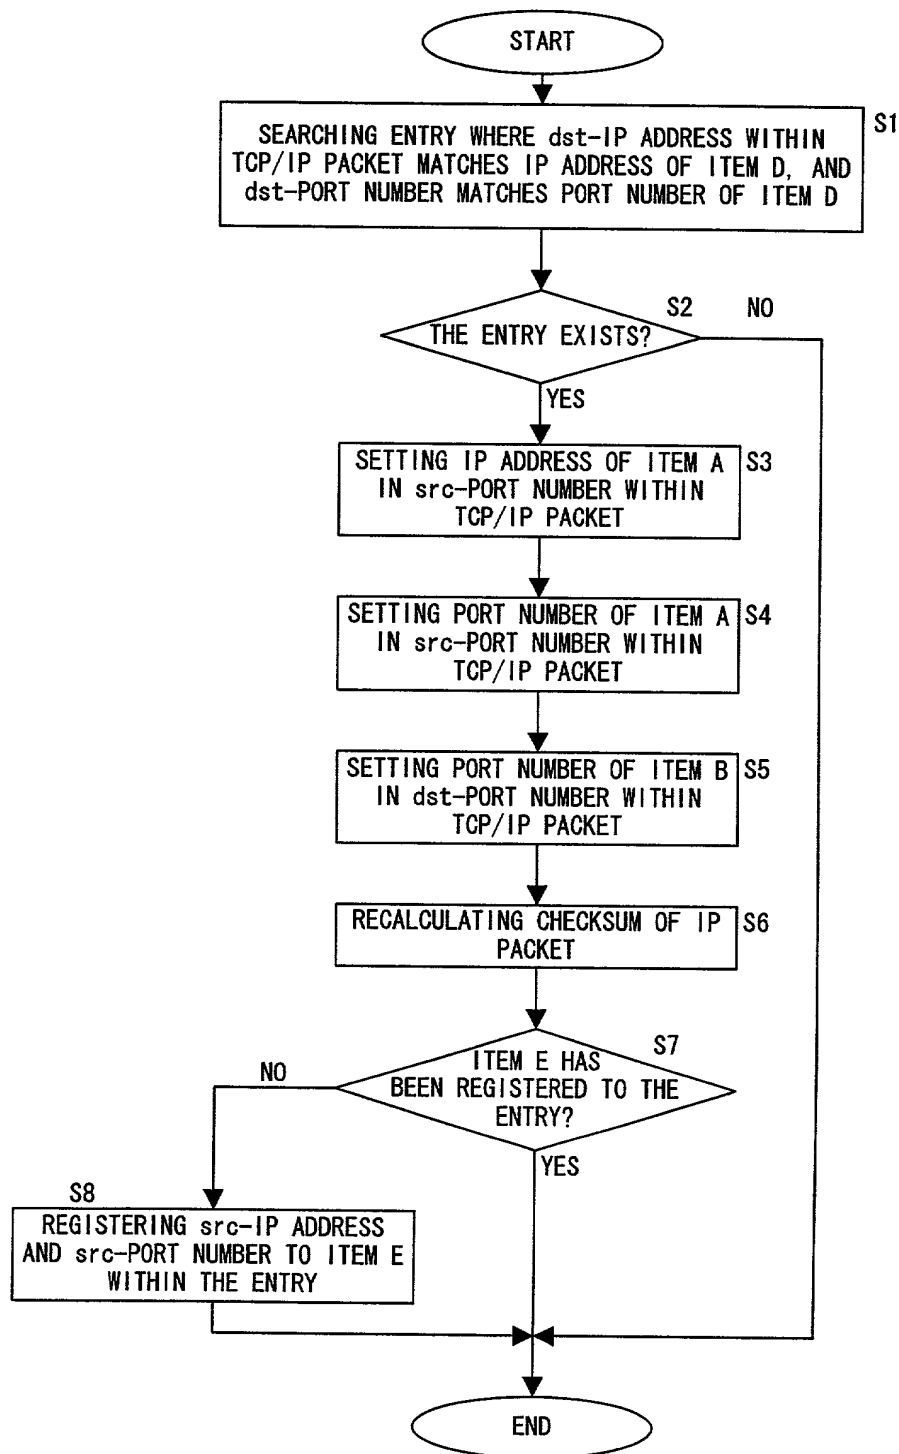 START
S1
SEARCHING ENTRY WHERE dst-IP ADDRESS WITHIN
TCP/IP PACKET MATCHES IP ADDRESS OF ITEM D, AND
dst-PORT NUMBER MATCHES PORT NUMBER OF ITEM D
S2
NO
THE ENTRY EXISTS?
YES
SETTING IP ADDRESS OF ITEM A
IN src-PORT NUMBER WITHIN
TCP/IP PACKET
S3
SETTING PORT NUMBER OF ITEM A
IN src-PORT NUMBER WITHIN
TCP/IP PACKET
S4
SETTING PORT NUMBER OF ITEM B
IN dst-PORT NUMBER WITHIN
TCP/IP PACKET
S5
RECALCULATING CHECKSUM OF IP
PACKET
S6
S7
NO
ITEM E HAS
BEEN REGISTERED TO THE
ENTRY?
YES
S8
REGISTERING src-IP ADDRESS
AND src-PORT NUMBER TO ITEM E
WITHIN THE ENTRY
END